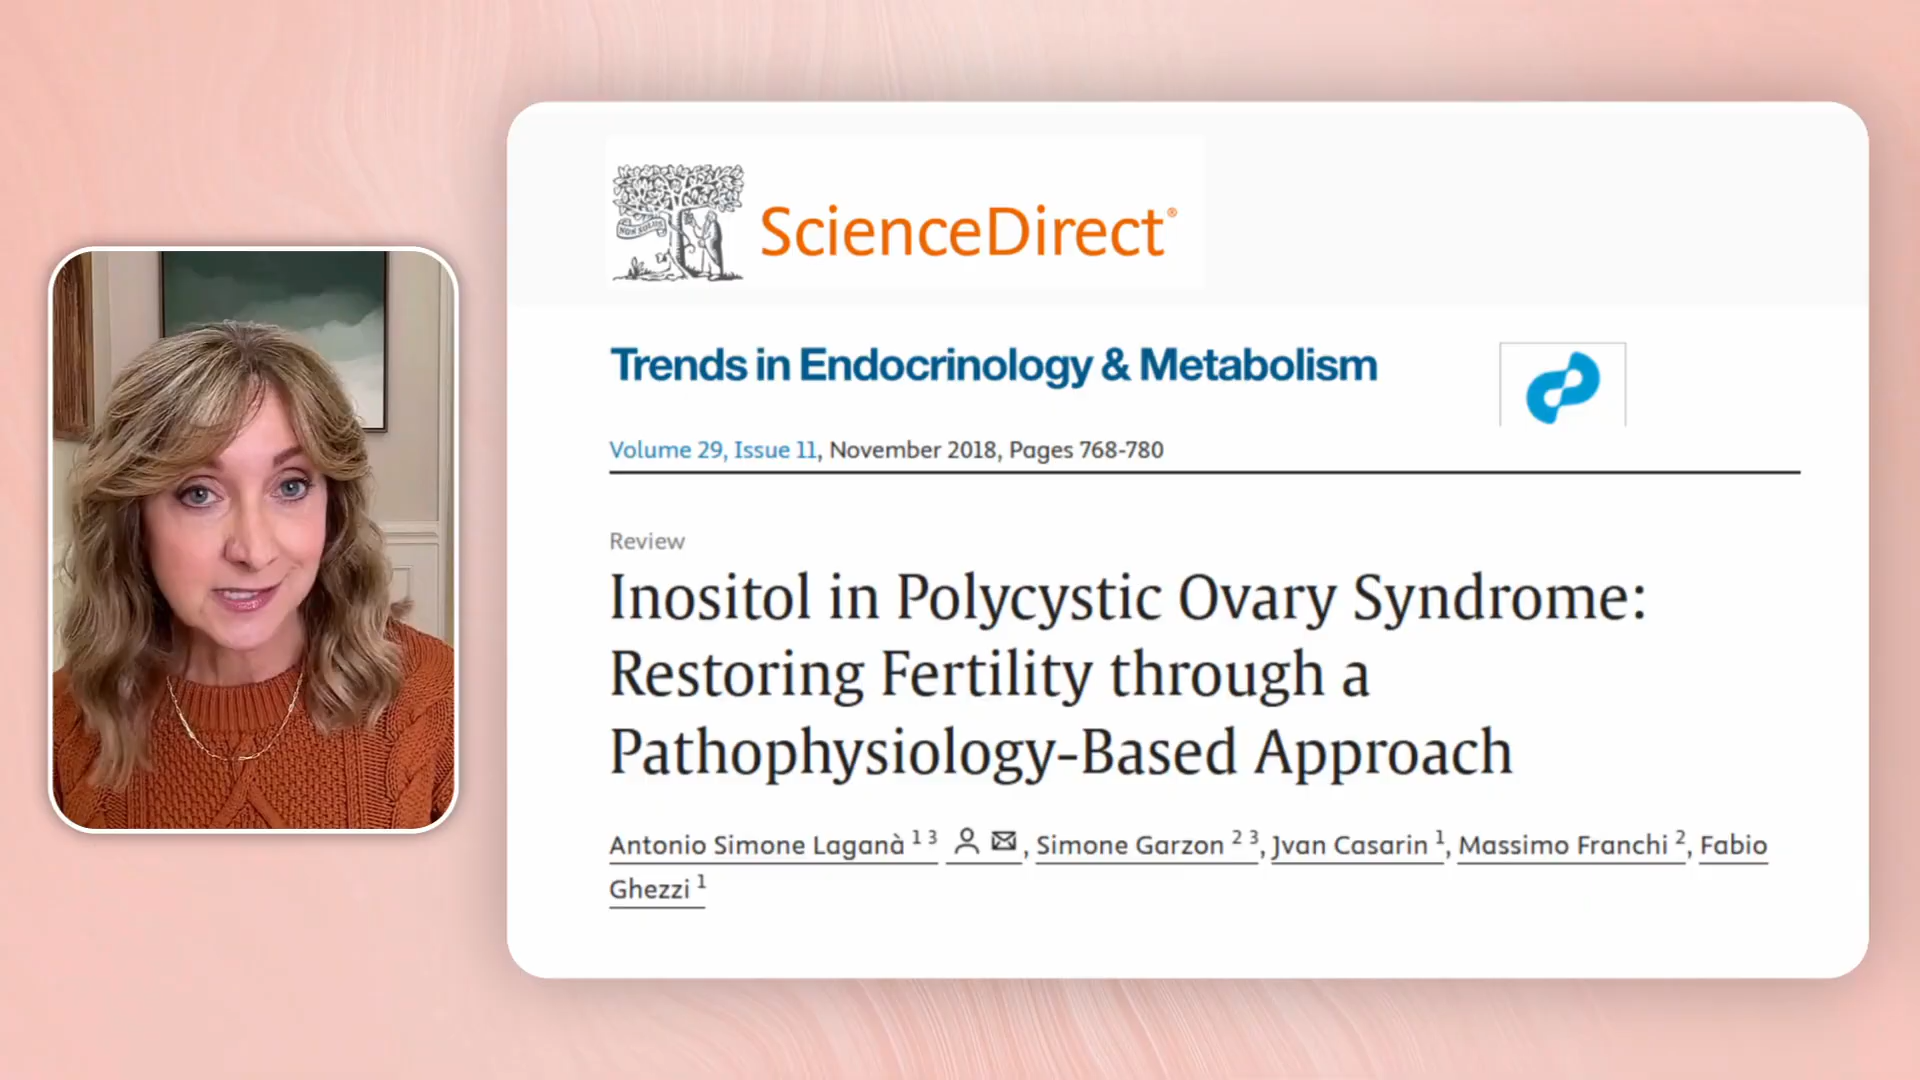 NON SOLUS
ScienceDirect®
Trends in Endocrinology & Metabolism
Volume 29, Issue 11, November 2018, Pages 768-780
Review
Inositol in Polycystic Ovary Syndrome:
Restoring Fertility through a
Pathophysiology-Based Approach
Antonio Simone Laganà 1 3, Simone Garzon 2 3, Jvan Casarin 1, Massimo Franchi 2, Fabio
Ghezzi 1